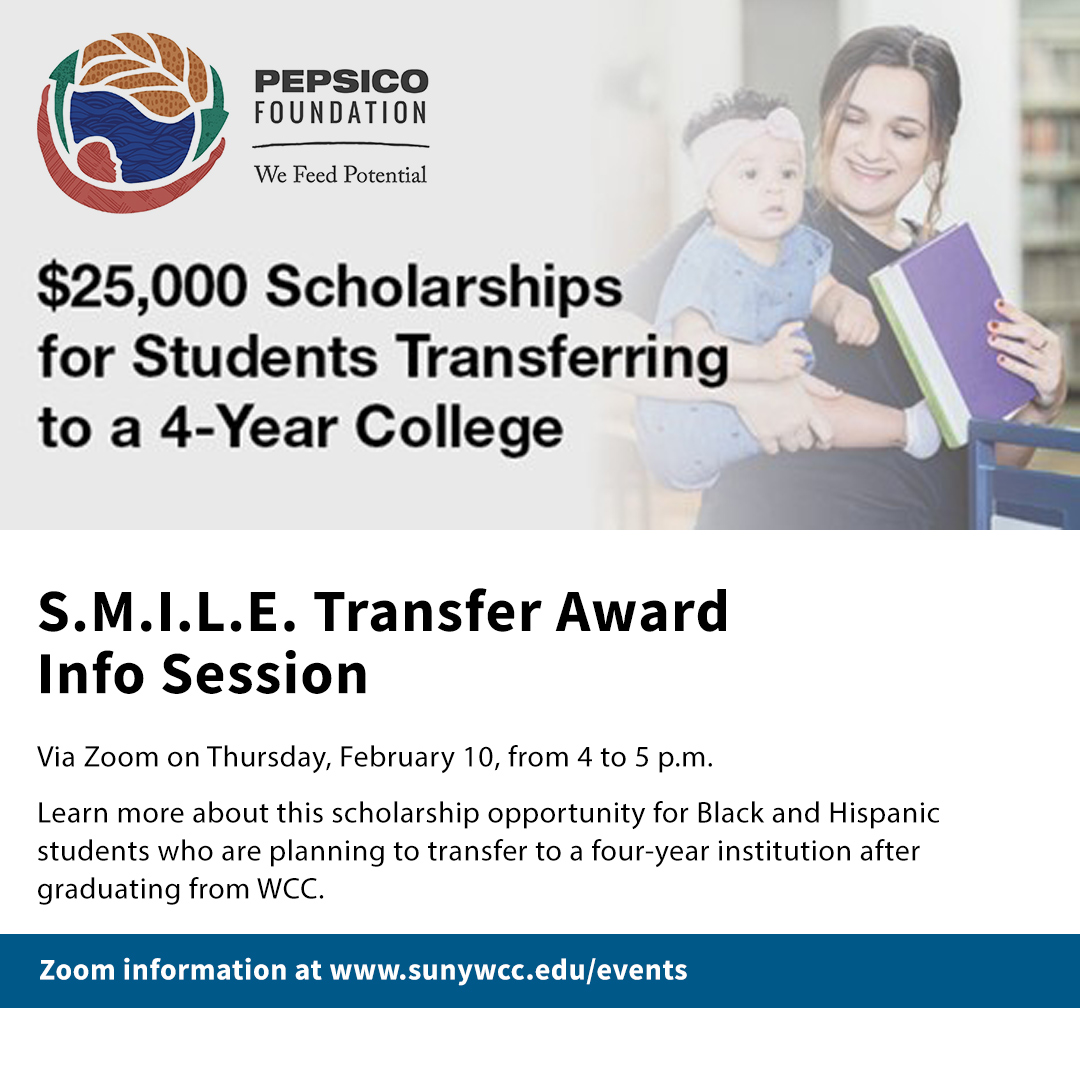 PEPSICO
FOUNDATION
We Feed Potential
$25,000 Scholarships
for Students Transferring
to a 4-Year College
S.M.I.L.E. Transfer Award
Info Session
Via Zoom on Thursday, February 10, from 4 to 5 p.m.
Learn more about this scholarship opportunity for Black and Hispanic
students who are planning to transfer to a four-year institution after
graduating from WCC.
Zoom information at www.sunywcc.edu/events